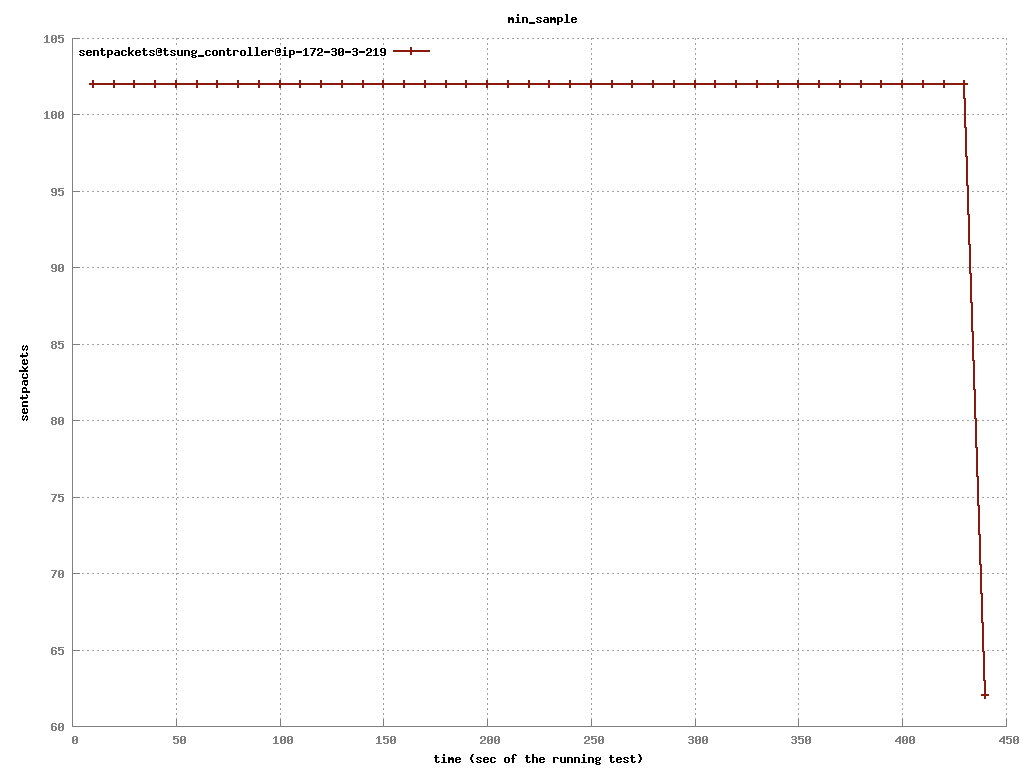 min_sample
105
sentpackets@tsung_controller@ip-172-30-3-219
100
95
90
85
80
75
70
65
60
sentpackets
0 50 100 150 200 250 300 350 400 450
time (sec of the running test)